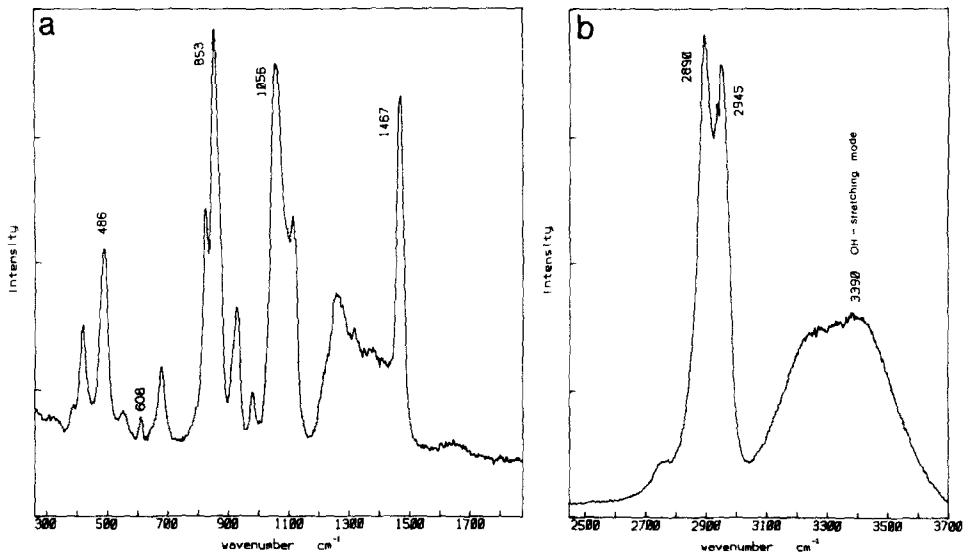 a
853
1056
1467
486
608
Intensity
300 500 700 900 1100 1300 1500 1700
wavenumber cm⁻¹
b
2890
2945
3390 OH - stretching mode
Intensity
2500 2700 2900 3100 3300 3500 3700
wavenumber cm⁻¹